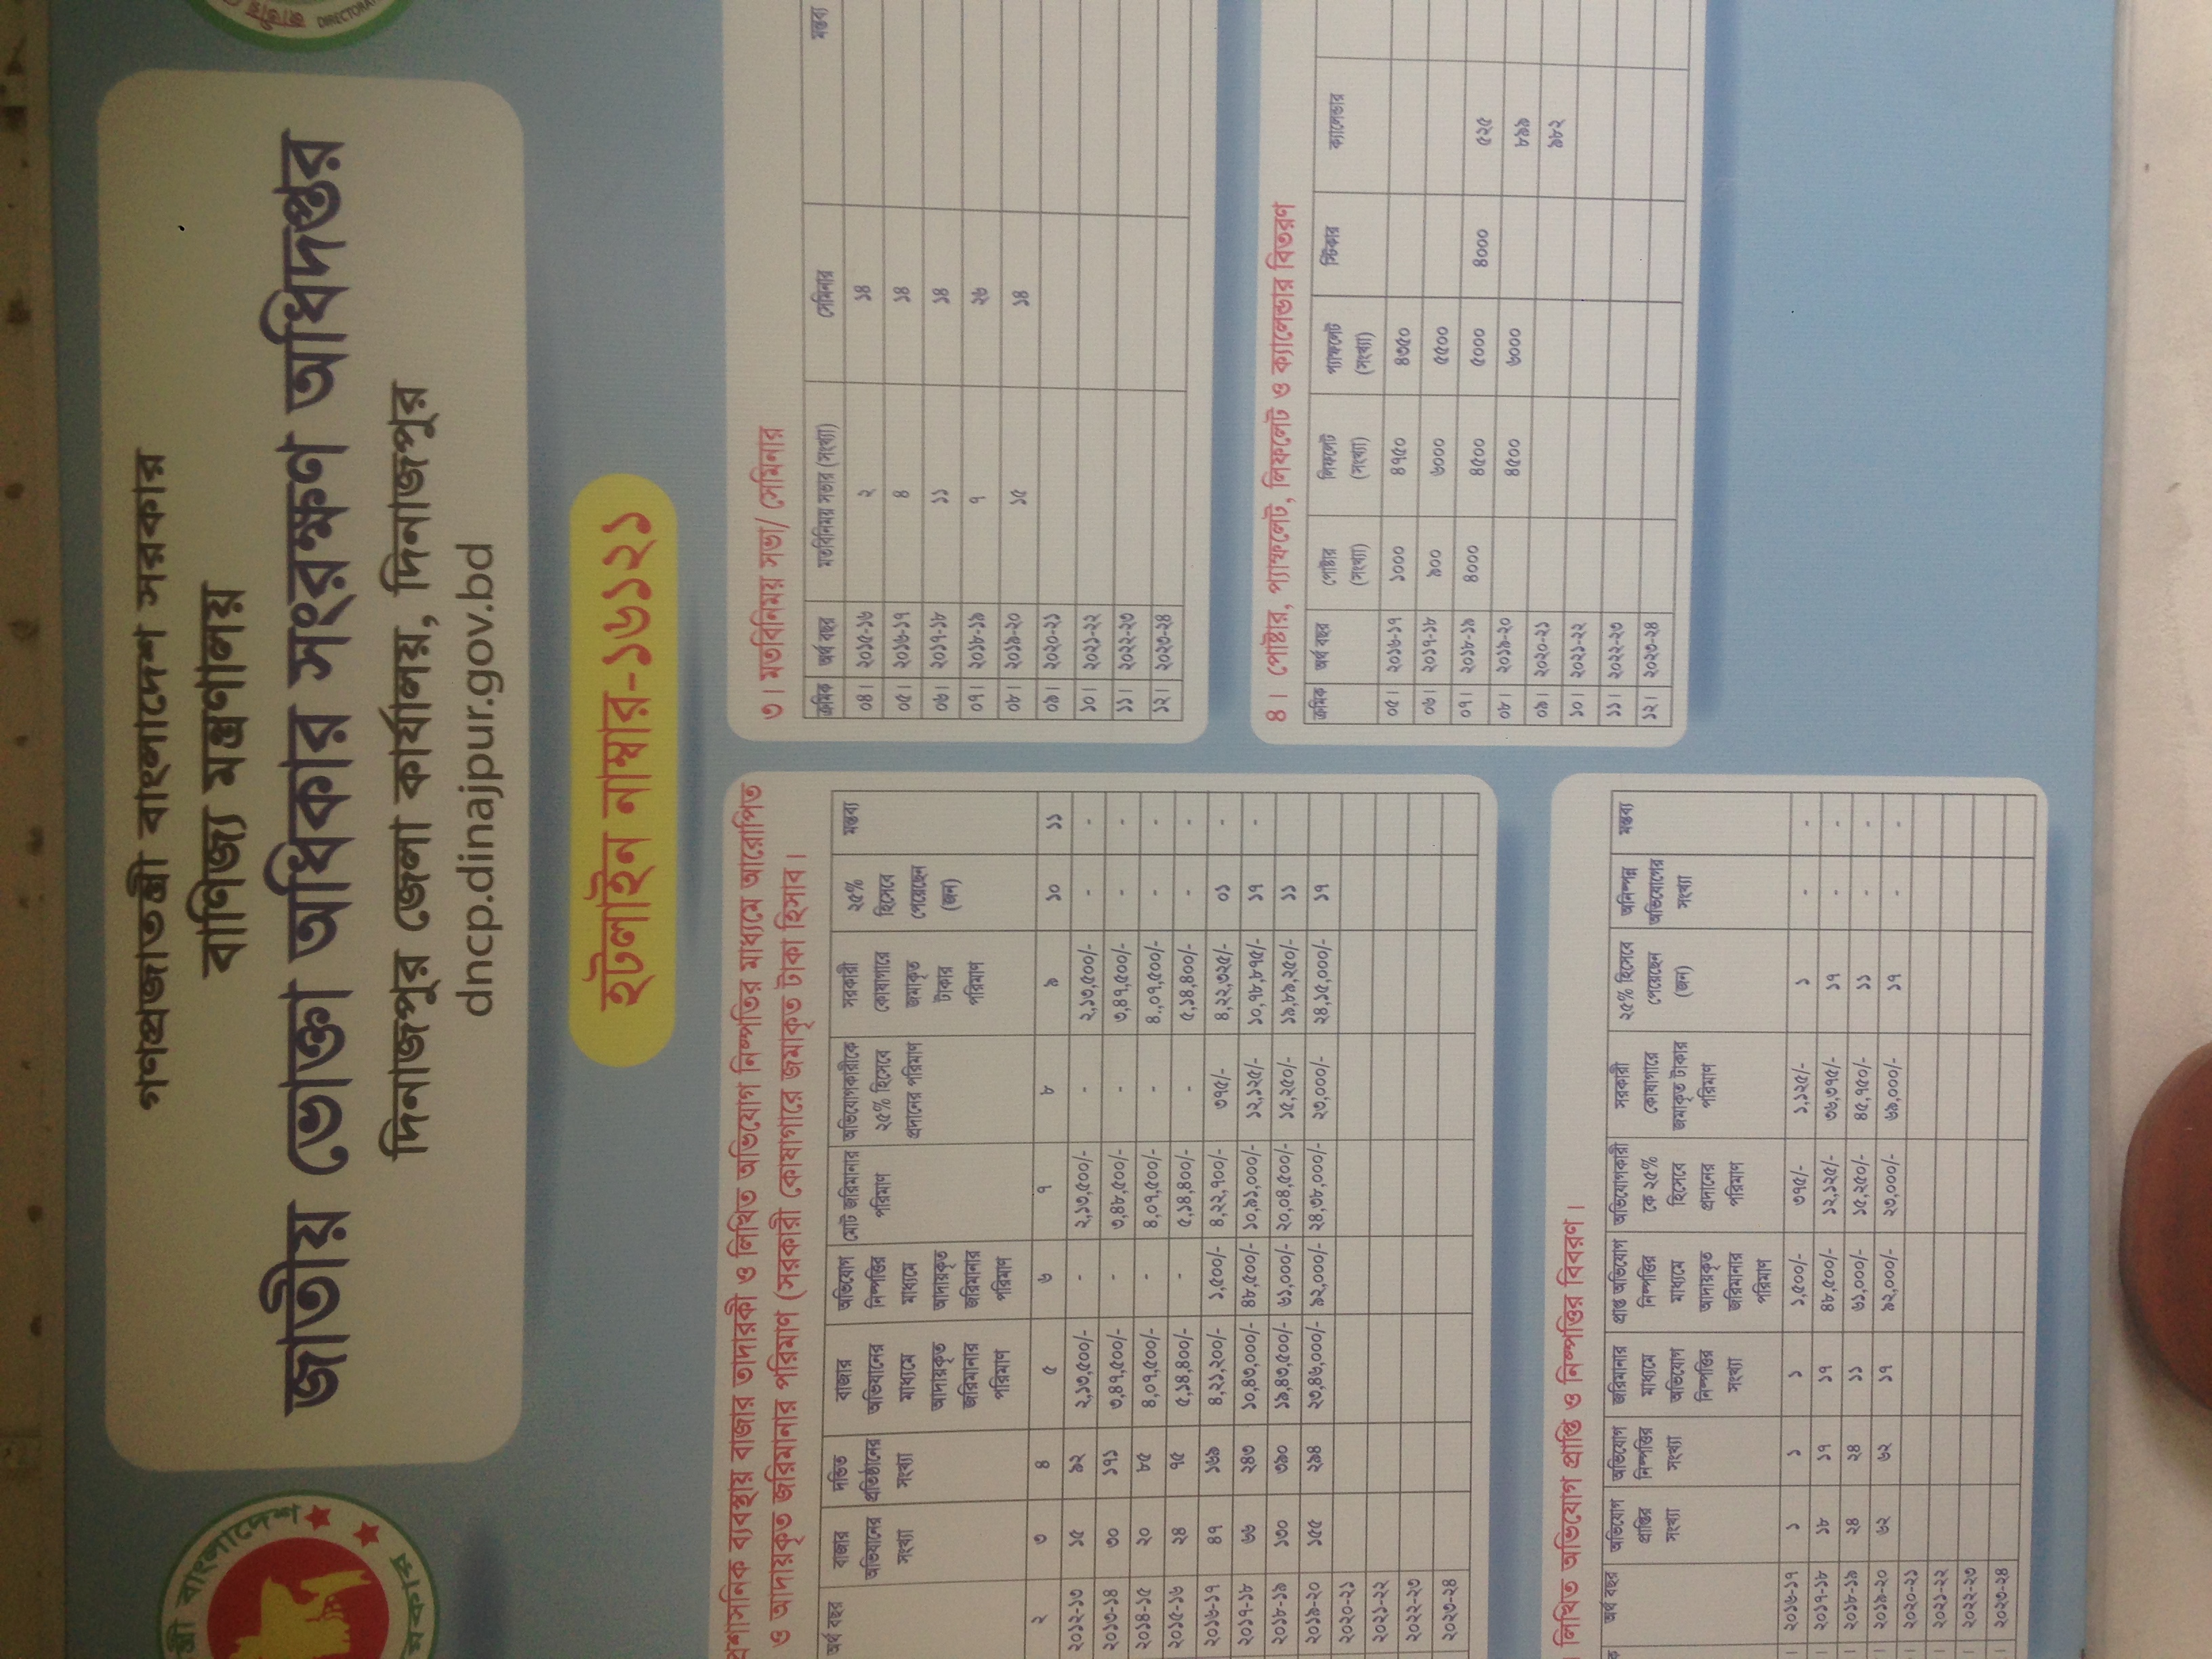 গণপ্রজাতন্ত্রী বাংলাদেশ সরকার
বাণিজ্য মন্ত্রণালয়
জাতীয় ভোক্তা অধিকার সংরক্ষণ অধিদপ্তর
দিনাজপুর জেলা কার্যালয়, দিনাজপুর
dncp.dinajpur.gov.bd
হটলাইন নাম্বার-১৬১২১
প্রশাসনিক ব্যবস্থায় বাজার তাদারকী ও লিখিত অভিযোগ নিষ্পতির মাধ্যমে আরোপিত
ও আদায়কৃত জরিমানার পরিমাণ (সরকারী কোষাগারে জমাকৃত টাকা হিসাব।
অর্থ বছর বাজার অভিযানের সংখ্যা দন্ডিত প্রতিষ্ঠানের সংখ্যা বাজার অভিযানের মাধ্যমে আদায়কৃত জরিমানার পরিমাণ অভিযোগ নিষ্পত্তির মাধ্যমে আদায়কৃত জরিমানার পরিমাণ মোট জরিমানার পরিমাণ অভিযোগকারীকে ২৫% হিসেবে প্রদানের পরিমাণ সরকারী কোষাগারে জমাকৃত টাকার পরিমাণ ২৫% হিসেবে পেয়েছেন (জন) মন্তব্য
২ ৩ ৪ ৫ ৬ ৭ ৮ ৯ ১০ ১১
২০১২-১৩ ১৫ ৯২ ২,১৩,৫০০/- - ২,১৩,৫০০/- - ২,১৩,৫০০/- - -
২০১৩-১৪ ৩০ ১৭১ ৩,৪৭,৫০০/- - ৩,৪৮,৫০০/- - ৩,৪৭,৫০০/- - -
২০১৪-১৫ ২০ ৮৫ ৪,০৭,৫০০/- - ৪,০৭,৫০০/- - ৪.,০৭,৫০০/- - -
২০১৫-১৬ ২৪ ৭৫ ৫,১৪,৪০০/- - ৫,১৪,৪০০/- - ৫,১৪,৪০০/- - -
২০১৬-১৭ ৪৭ ১৬৯ ৪,২১,২০০/- ১,৫০০/- ৪,২২,৭০০/- ৩৭৫/- ৪,২২,৩২৫/- ০১ -
২০১৭-১৮ ৬৬ ২৪৩ ১০,৪৩,০০০/- ৪৮,৫০০/- ১০,৯১,০০০/- ১২,১২৫/- ১০,৭৮,৮৭৫/- ১৭ -
২০১৮-১৯ ১৩০ ৩৯০ ১৯,৪৩,৫০০/- ৬১,০০০/- ২০,০৪,৫০০/- ১৫,২৫০/- ১৯,৮৯,২৫০/- ১১ -
২০১৯-২০ ১৫৫ ২৯৪ ২৩,৪৬,০০০/- ৯২,০০০/- ২৪,৩৮,০০০/- ২৩,০০০/- ২৪,১৫,০০০/- ১৭ -
২০২০-২১
২০২১-২২
২০২২-২৩
২০২৩-২৪
। লিখিত অভিযোগ প্রাপ্তি ও নিষ্পত্তির বিবরণ।
অর্থ বছর অভিযোগ প্রাপ্তির সংখ্যা অভিযোগ নিষ্পত্তির সংখ্যা জরিমানার মাধ্যমে অভিযোগ নিষ্পত্তির সংখ্যা প্রাপ্ত অভিযোগ নিষ্পত্তির মাধ্যমে আদায়কৃত জরিমানার পরিমাণ অভিযোগকারী কে ২৫% হিসেবে প্রদানের পরিমাণ সরকারী কোষাগারে জমাকৃত টাকার পরিমাণ ২৫% হিসেবে পেয়েছেন (জন) অনিষ্পন্ন অভিযোগের সংখ্যা মন্তব্য
। ২০১৬-১৭ ১ ১ ১ ১,৫০০/- ৩৭৫/- ১,১২৫/- ১ - -
। ২০১৭-১৮ ১৮ ১৭ ১৭ ৪৮,৫০০/- ১২,১২৫/- ৩৬,৩৭৫/- ১৭ - -
। ২০১৮-১৯ ২৪ ২৪ ১১ ৬১,০০০/- ১৫,২৫০/- ৪৫,৭৫০/- ১১ - -
। ২০১৯-২০ ৬২ ৬২ ১৭ ৯২,০০০/- ২৩,০০০/- ৬৯,০০০/- ১৭ - -
। ২০২০-২১
। ২০২১-২২
। ২০২২-২৩
। ২০২৩-২৪
৩। মতবিনিময় সভা/ সেমিনার
ক্রমিক অর্থ বছর মতবিনিময় সভার (সংখ্যা) সেমিনার মন্তব্য
০৪। ২০১৫-১৬ ২ ১৪
০৫। ২০১৬-১৭ ৪ ১৪
০৬। ২০১৭-১৮ ১১ ১৪
০৭। ২০১৮-১৯ ৭ ২৬
০৮। ২০১৯-২০ ১৫ ১৪
০৯। ২০২০-২১
১০। ২০২১-২২
১১। ২০২২-২৩
১২। ২০২৩-২৪
৪। পোষ্টার, প্যাম্ফলেট, লিফলেট ও ক্যালেন্ডার বিতরণ
ক্রমিক অর্থ বছর পোষ্টার (সংখ্যা) লিফলেট (সংখ্যা) প্যাম্ফলেট (সংখ্যা) স্টিকার ক্যালেন্ডার
০৫। ২০১৬-১৭ ১০০০ ৪৭৫০ ৪৩৫০
০৬। ২০১৭-১৮ ৯০০ ৬০০০ ৫৫০০
০৭। ২০১৮-১৯ ৪০০০ ৪৫০০ ৫০০০ ৪০০০ ৫২৫
০৮। ২০১৯-২০ ৪৫০০ ৬০০০ ৮৯৯
০৯। ২০২০-২১ ৯৮২
১০। ২০২১-২২
১১। ২০২২-২৩
১২। ২০২৩-২৪